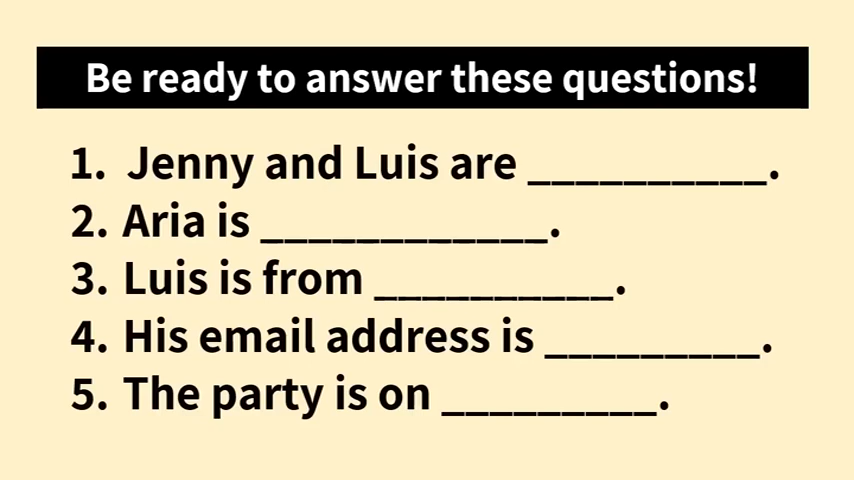 Be ready to answer these questions!
1. Jenny and Luis are __________.
2. Aria is ____________.
3. Luis is from __________.
4. His email address is _________.
5. The party is on _________.